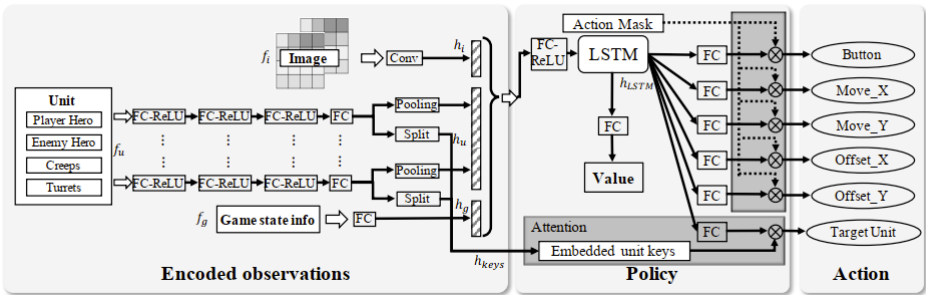 f_i
Image
Conv
h_i
Unit
Player Hero
Enemy Hero
Creeps
Turrets
f_u
FC-ReLU
FC-ReLU
FC-ReLU
FC
Pooling
Split
h_u
FC-ReLU
FC-ReLU
FC-ReLU
FC
Pooling
Split
h_g
f_g
Game state info
FC
h_keys
Encoded observations
FC-
ReLU
Action Mask
LSTM
h_LSTM
FC
Value
FC
FC
FC
FC
FC
Attention
FC
Embedded unit keys
Policy
Button
Move_X
Move_Y
Offset_X
Offset_Y
Target Unit
Action